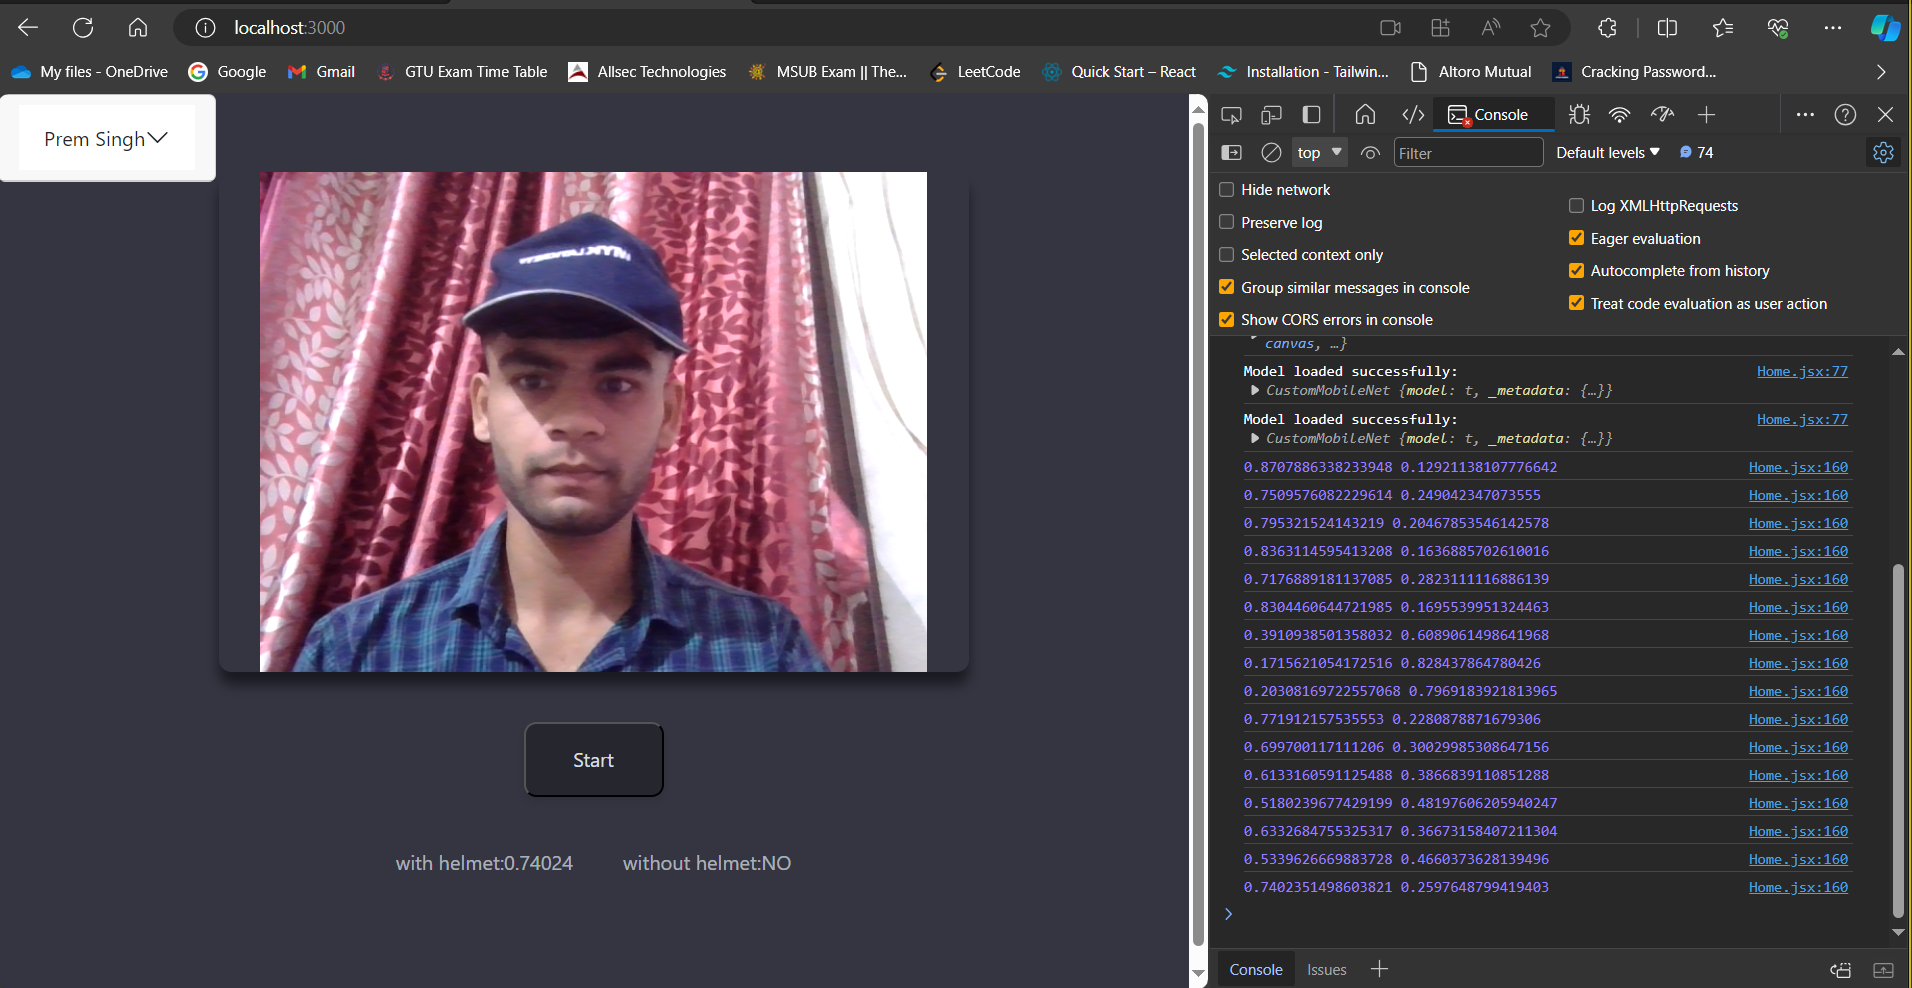 localhost:3000
My files - OneDrive Google Gmail GTU Exam Time Table Allsec Technologies MSUB Exam || The... LeetCode Quick Start – React Installation - Tailwin... Altoro Mutual Cracking Password...
Prem Singh
Start
with helmet:0.74024 without helmet:NO
Console
top Filter Default levels 74
Hide network
Preserve log
Selected context only
Group similar messages in console
Show CORS errors in console
Log XMLHttpRequests
Eager evaluation
Autocomplete from history
Treat code evaluation as user action
canvas, …}
Model loaded successfully: Home.jsx:77
CustomMobileNet {model: t, _metadata: {…}}
Model loaded successfully: Home.jsx:77
CustomMobileNet {model: t, _metadata: {…}}
0.8707886338233948 0.12921138107776642 Home.jsx:160
0.7509576082229614 0.249042347073555 Home.jsx:160
0.795321524143219 0.20467853546142578 Home.jsx:160
0.8363114595413208 0.1636885702610016 Home.jsx:160
0.7176889181137085 0.2823111116886139 Home.jsx:160
0.8304460644721985 0.1695539951324463 Home.jsx:160
0.3910938501358032 0.6089061498641968 Home.jsx:160
0.1715621054172516 0.828437864780426 Home.jsx:160
0.20308169722557068 0.7969183921813965 Home.jsx:160
0.771912157535553 0.2280878871679306 Home.jsx:160
0.699700117111206 0.30029985308647156 Home.jsx:160
0.6133160591125488 0.3866839110851288 Home.jsx:160
0.5180239677429199 0.48197606205940247 Home.jsx:160
0.6332684755325317 0.36673158407211304 Home.jsx:160
0.5339626669883728 0.4660373628139496 Home.jsx:160
0.7402351498603821 0.2597648799419403 Home.jsx:160
Console Issues